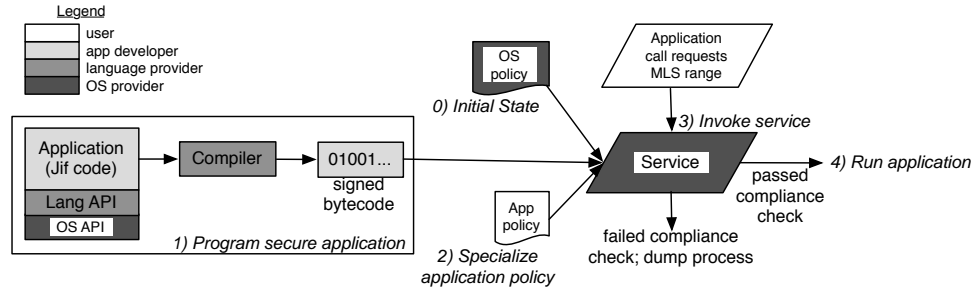 Legend
user
app developer
language provider
OS provider
OS
policy
0) Initial State
Application
call requests
MLS range
3) Invoke service
Application
(Jif code)
Lang API
OS API
Compiler
01001...
signed
bytecode
1) Program secure application
App
policy
2) Specialize
application policy
Service
passed
compliance
check
4) Run application
failed compliance
check; dump process